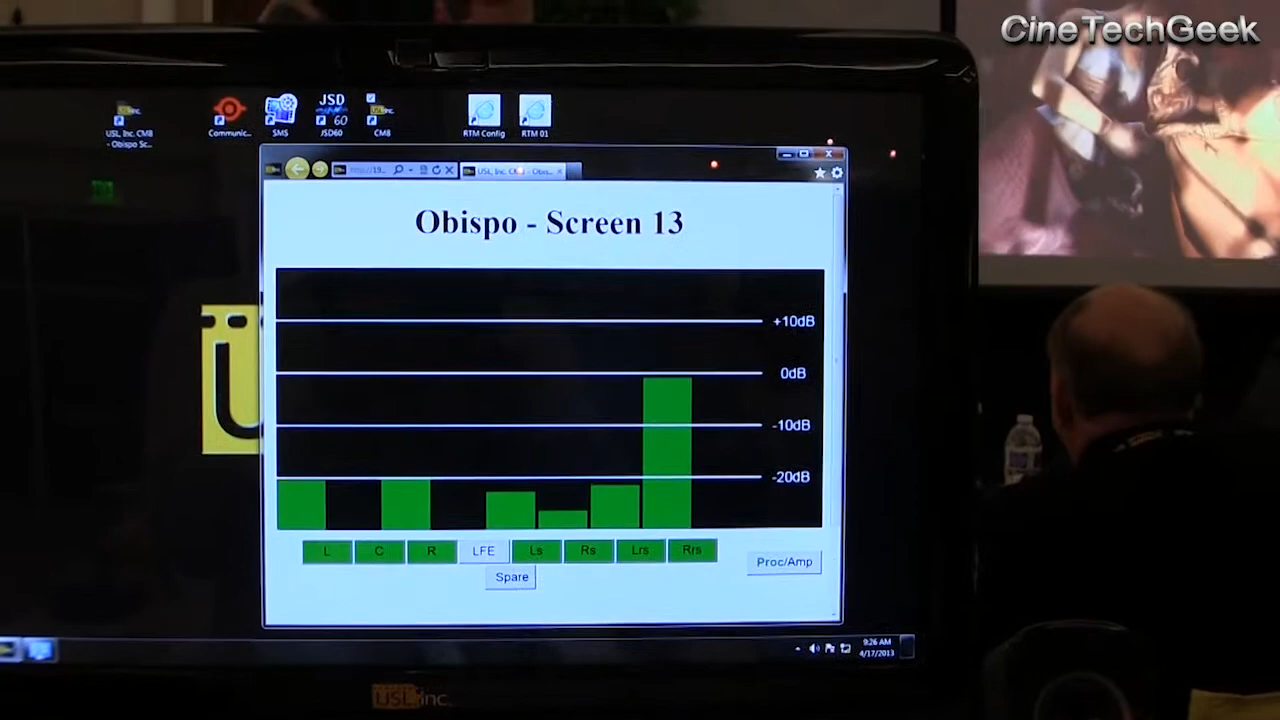 CineTechGeek
USL, Inc. CM8
- Obispo Sc...
Communic...
SMS
JSD
60
JSD60
CM8
RTM Config
RTM 01
Obispo - Screen 13
+10dB
0dB
-10dB
-20dB
L
C
R
LFE
Ls
Rs
Lrs
Rrs
Spare
Proc/Amp
9:26 AM
4/17/2013
USL inc.